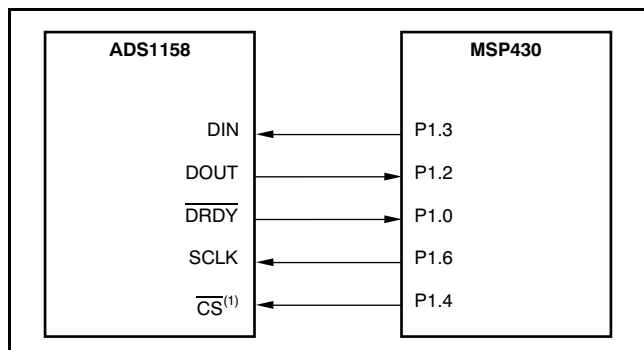 ADS1158 MSP430
DIN P1.3
DOUT P1.2
DRDY P1.0
SCLK P1.6
CS(1) P1.4